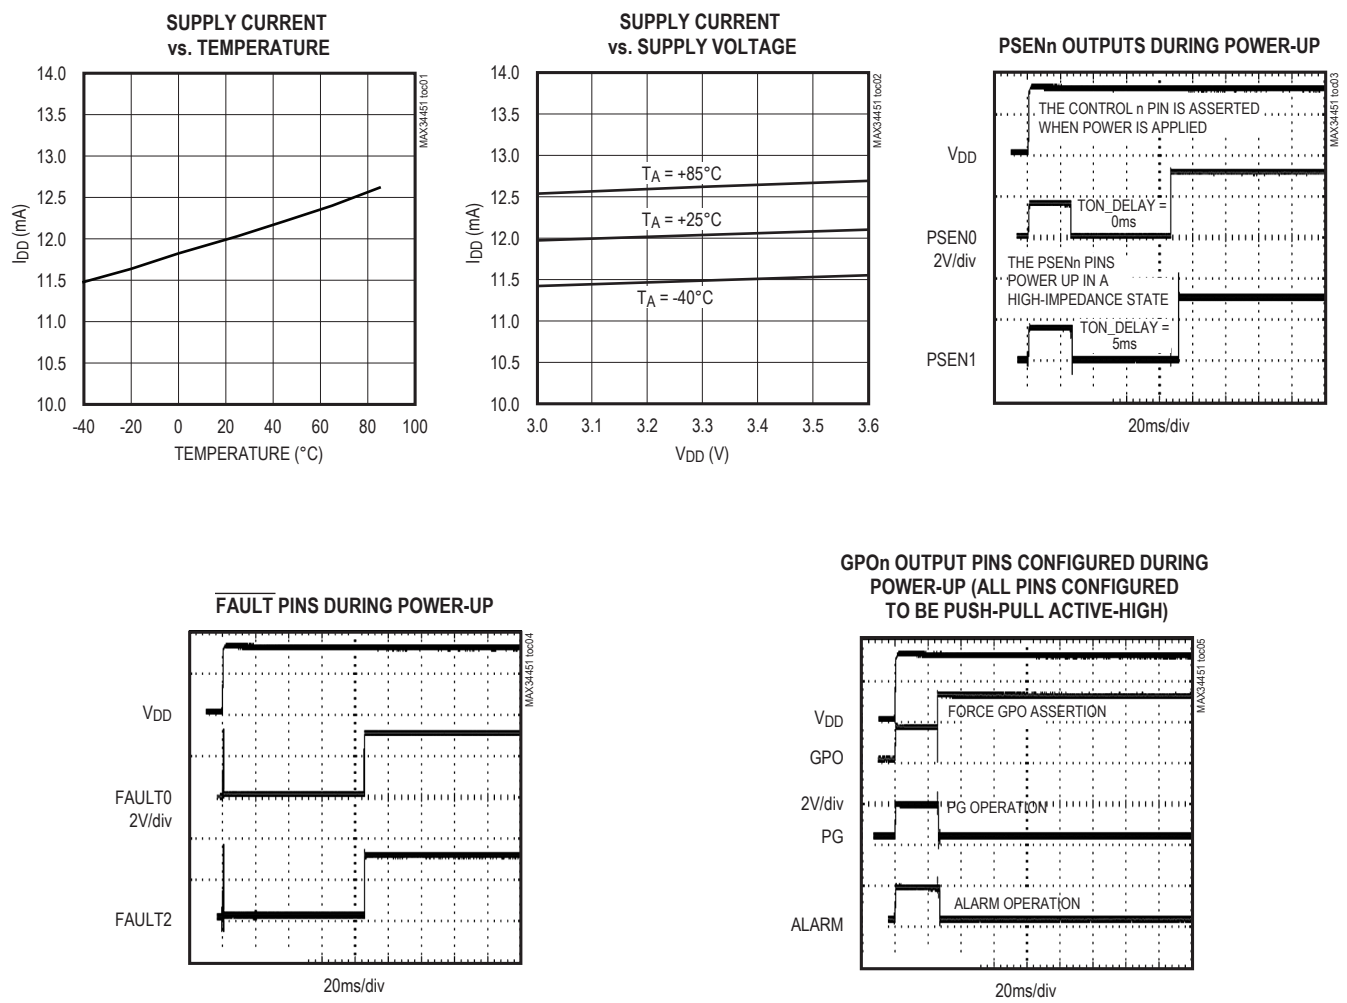 SUPPLY CURRENT
vs. TEMPERATURE
14.0
13.5
13.0
12.5
12.0
11.5
11.0
10.5
10.0
IDD (mA)
-40 -20 0 20 40 60 80 100
TEMPERATURE (°C)
MAX34451 toc01
SUPPLY CURRENT
vs. SUPPLY VOLTAGE
14.0
13.5
13.0
12.5
12.0
11.5
11.0
10.5
10.0
IDD (mA)
TA = +85°C
TA = +25°C
TA = -40°C
3.0 3.1 3.2 3.3 3.4 3.5 3.6
VDD (V)
MAX34451 toc02
PSENn OUTPUTS DURING POWER-UP
THE CONTROL n PIN IS ASSERTED
WHEN POWER IS APPLIED
VDD
TON_DELAY =
0ms
PSEN0
2V/div
THE PSENn PINS
POWER UP IN A
HIGH-IMPEDANCE STATE
TON_DELAY =
5ms
PSEN1
20ms/div
MAX34451 toc03
FAULT PINS DURING POWER-UP
VDD
FAULT0
2V/div
FAULT2
20ms/div
MAX34451 toc04
GPOn OUTPUT PINS CONFIGURED DURING
POWER-UP (ALL PINS CONFIGURED
TO BE PUSH-PULL ACTIVE-HIGH)
VDD
FORCE GPO ASSERTION
GPO
2V/div
PG OPERATION
PG
ALARM OPERATION
ALARM
20ms/div
MAX34451 toc05